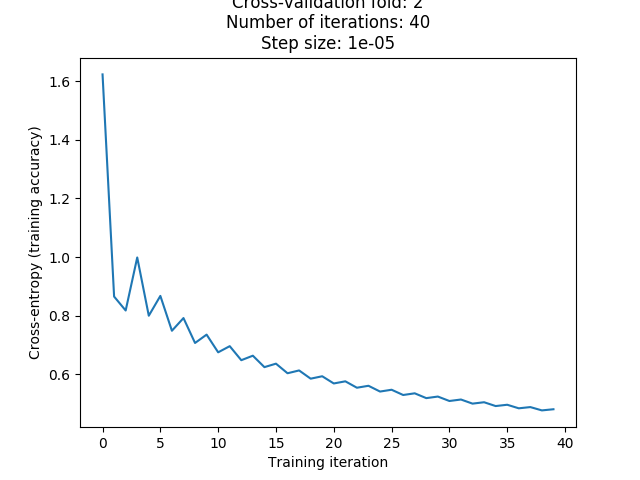 Cross-validation fold: 2
Number of iterations: 40
Step size: 1e-05
1.6
1.4
1.2
1.0
0.8
0.6
Cross-entropy (training accuracy)
0 5 10 15 20 25 30 35 40
Training iteration